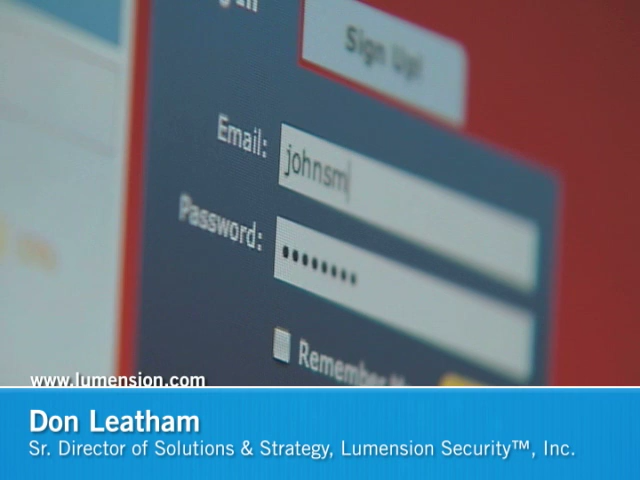 Sign Up!
Email:
johnsm
Password:
Remember
www.lumension.com
Don Leatham
Sr. Director of Solutions & Strategy, Lumension Security™, Inc.